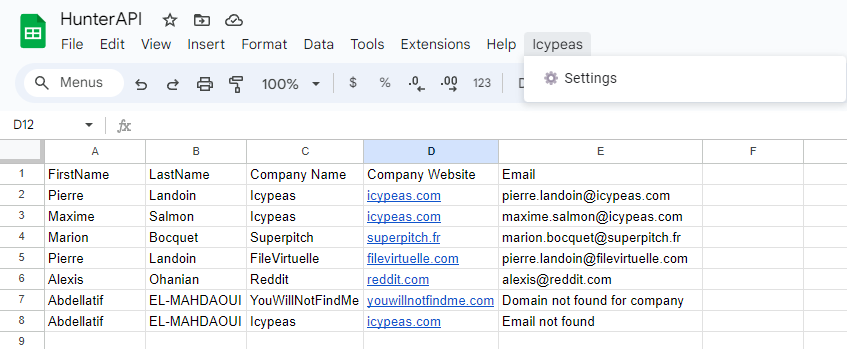 HunterAPI
File Edit View Insert Format Data Tools Extensions Help Icypeas
Settings
Menus 100% $ % .0 .00 123
D12 fx
A B C D E F
1 FirstName LastName Company Name Company Website Email
2 Pierre Landoin Icypeas icypeas.com pierre.landoin@icypeas.com
3 Maxime Salmon Icypeas icypeas.com maxime.salmon@icypeas.com
4 Marion Bocquet Superpitch superpitch.fr marion.bocquet@superpitch.fr
5 Pierre Landoin FileVirtuelle filevirtuelle.com pierre.landoin@filevirtuelle.com
6 Alexis Ohanian Reddit reddit.com alexis@reddit.com
7 Abdellatif EL-MAHDAOUI YouWillNotFindMe youwillnotfindme.com Domain not found for company
8 Abdellatif EL-MAHDAOUI Icypeas icypeas.com Email not found
9